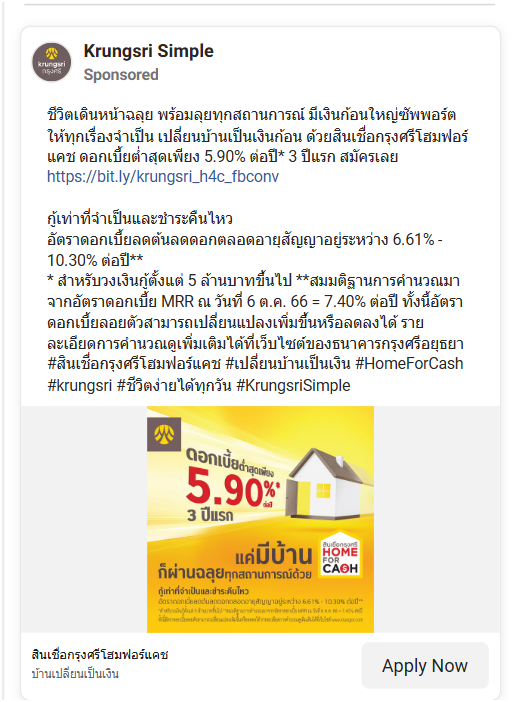 Krungsri Simple
Sponsored
krungsri
กรุงศรี
ชีวิตเดินหน้าฉลุย พร้อมลุยทุกสถานการณ์ มีเงินก้อนใหญ่ซัพพอร์ต
ให้ทุกเรื่องจำเป็น เปลี่ยนบ้านเป็นเงินก้อน ด้วยสินเชื่อกรุงศรีโฮมฟอร์
แคช ดอกเบี้ยต่ำสุดเพียง 5.90% ต่อปี* 3 ปีแรก สมัครเลย
https://bit.ly/krungsri_h4c_fbconv
กู้เท่าที่จำเป็นและชำระคืนไหว
อัตราดอกเบี้ยลดต้นลดดอกตลอดอายุสัญญาอยู่ระหว่าง 6.61% -
10.30% ต่อปี**
* สำหรับวงเงินกู้ตั้งแต่ 5 ล้านบาทขึ้นไป **สมมติฐานการคำนวณมา
จากอัตราดอกเบี้ย MRR ณ วันที่ 6 ต.ค. 66 = 7.40% ต่อปี ทั้งนี้อัตรา
ดอกเบี้ยลอยตัวสามารถเปลี่ยนแปลงเพิ่มขึ้นหรือลดลงได้ ราย
ละเอียดการคำนวณดูเพิ่มเติมได้ที่เว็บไซต์ของธนาคารกรุงศรีอยุธยา
#สินเชื่อกรุงศรีโฮมฟอร์แคช #เปลี่ยนบ้านเป็นเงิน #HomeForCash
#krungsri #ชีวิตง่ายได้ทุกวัน #KrungsriSimple
ดอกเบี้ยต่ำสุดเพียง
5.90%*
ต่อปี
3 ปีแรก
แค่มีบ้าน
ก็ผ่านฉลุยทุกสถานการณ์ด้วย
สินเชื่อกรุงศรี
HOME
FOR
CASH
กู้เท่าที่จำเป็นและชำระคืนไหว
อัตราดอกเบี้ยลดต้นลดดอกตลอดอายุสัญญาอยู่ระหว่าง 6.61% - 10.30% ต่อปี**
สินเชื่อกรุงศรีโฮมฟอร์แคช
บ้านเปลี่ยนเป็นเงิน
Apply Now